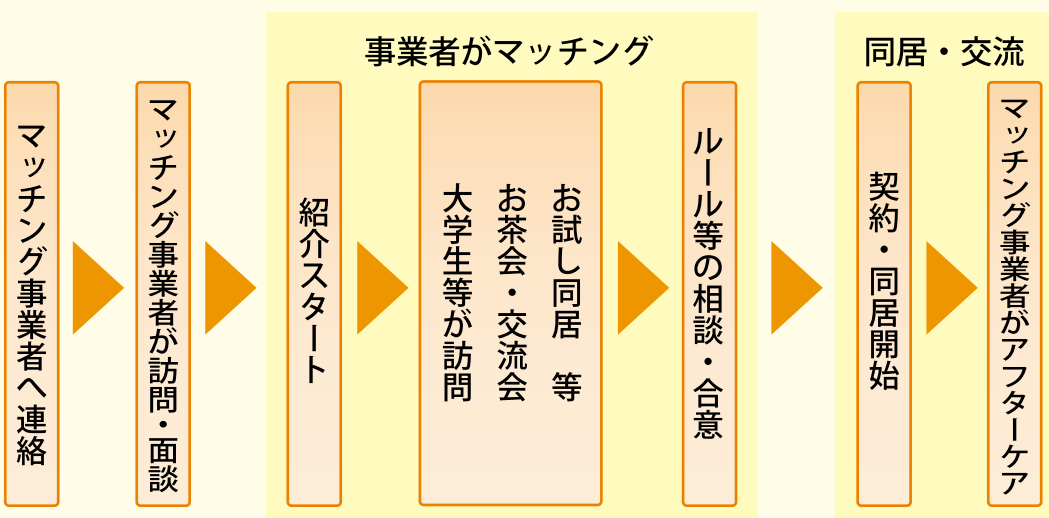 マッチング事業者へ連絡
マッチング事業者が訪問・面談
事業者がマッチング
紹介スタート
大学生等が訪問
お茶会・交流会
お試し同居　等
ルール等の相談・合意
同居・交流
契約・同居開始
マッチング事業者がアフターケア